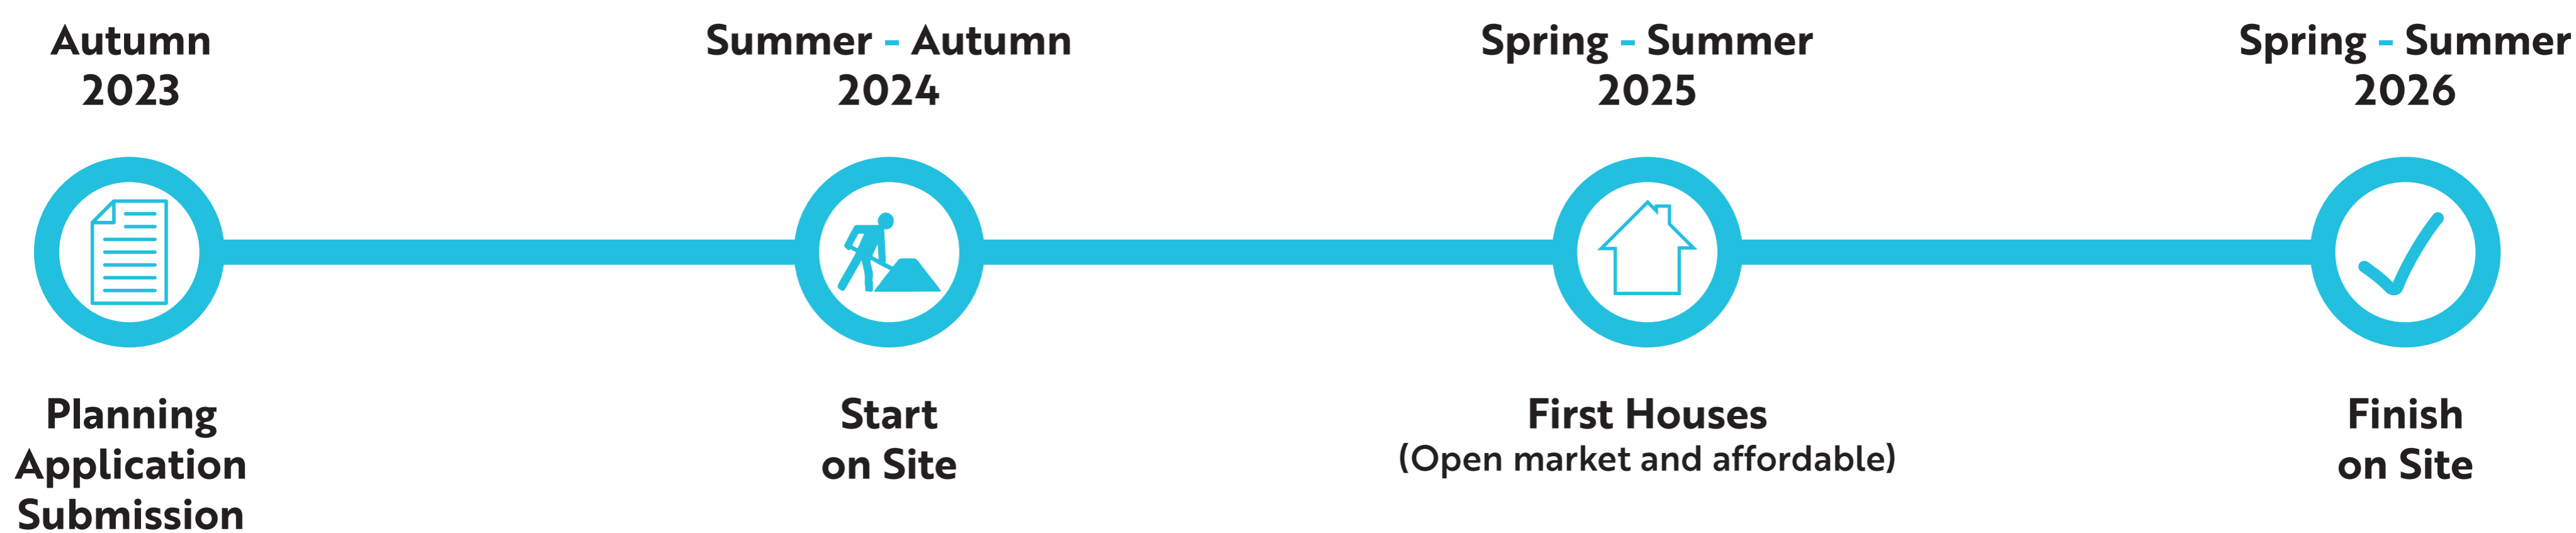 Autumn
2023
Summer - Autumn
2024
Spring - Summer
2025
Spring - Summer
2026
Planning
Application
Submission
Start
on Site
First Houses
(Open market and affordable)
Finish
on Site